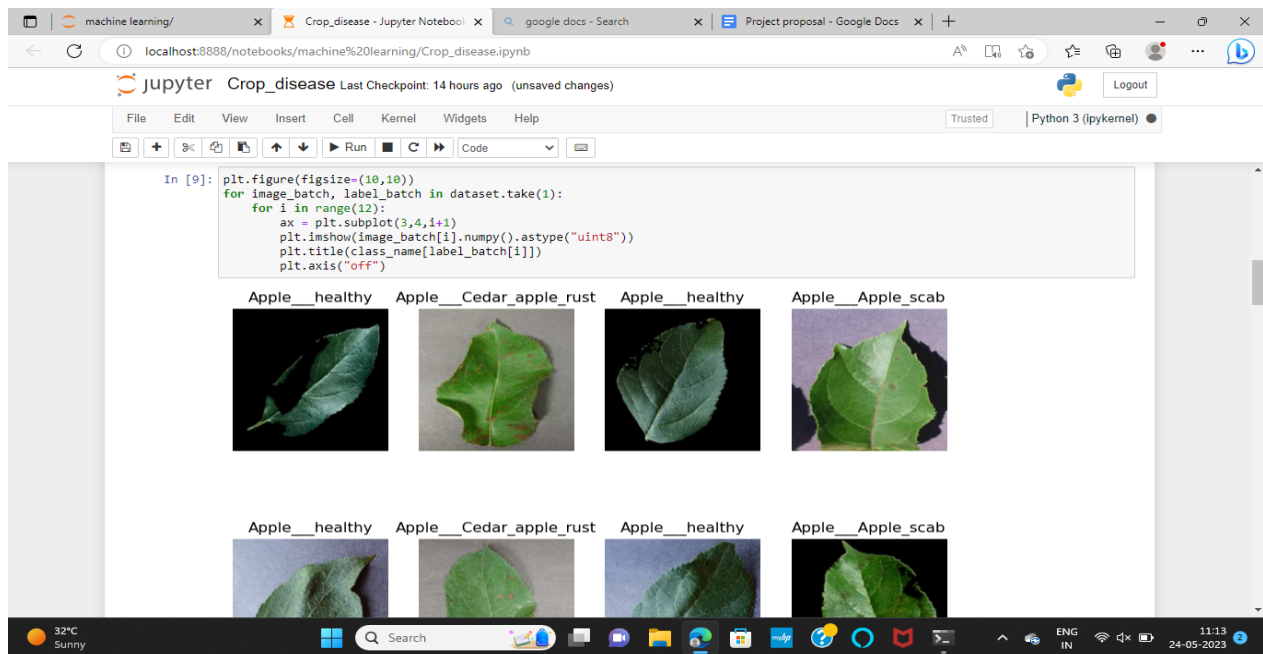 machine learning/
Crop_disease - Jupyter Notebook
google docs - Search
Project proposal - Google Docs
localhost:8888/notebooks/machine%20learning/Crop_disease.ipynb
jupyter Crop_disease Last Checkpoint: 14 hours ago (unsaved changes)
Logout
File Edit View Insert Cell Kernel Widgets Help
Trusted
Python 3 (ipykernel)
Run
Code
In [9]: plt.figure(figsize=(10,10))
for image_batch, label_batch in dataset.take(1):
    for i in range(12):
        ax = plt.subplot(3,4,i+1)
        plt.imshow(image_batch[i].numpy().astype("uint8"))
        plt.title(class_name[label_batch[i]])
        plt.axis("off")
Apple___healthy Apple___Cedar_apple_rust Apple___healthy Apple___Apple_scab
Apple___healthy Apple___Cedar_apple_rust Apple___healthy Apple___Apple_scab
32°C
Sunny
Search
ENG
IN
11:13
24-05-2023
2